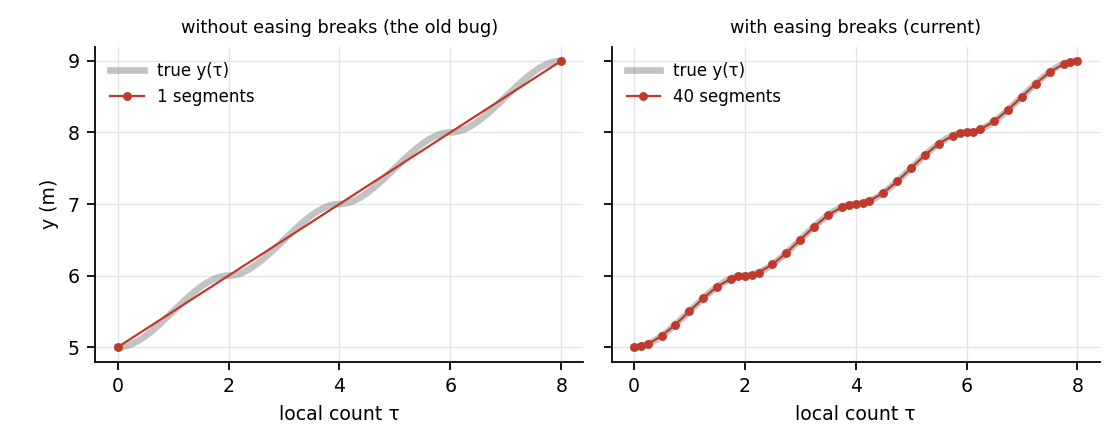 without easing breaks (the old bug)
true y(τ)
1 segments
9
8
7
6
5
y (m)
0 2 4 6 8
local count τ
with easing breaks (current)
true y(τ)
40 segments
0 2 4 6 8
local count τ